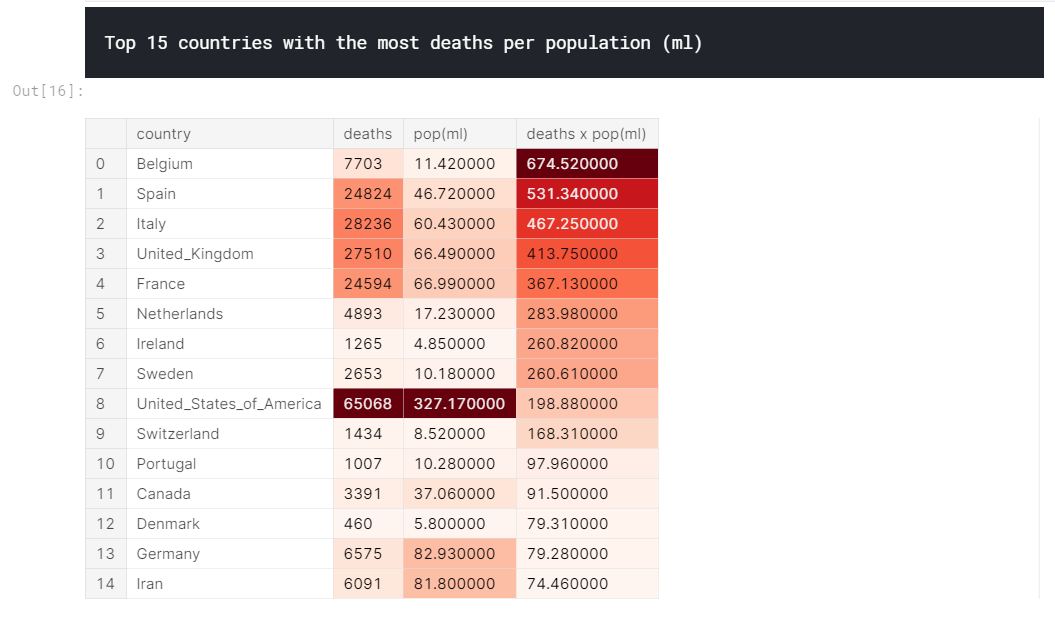 Top 15 countries with the most deaths per population (ml)
Out[16]:
country deaths pop(ml) deaths x pop(ml)
0 Belgium 7703 11.420000 674.520000
1 Spain 24824 46.720000 531.340000
2 Italy 28236 60.430000 467.250000
3 United_Kingdom 27510 66.490000 413.750000
4 France 24594 66.990000 367.130000
5 Netherlands 4893 17.230000 283.980000
6 Ireland 1265 4.850000 260.820000
7 Sweden 2653 10.180000 260.610000
8 United_States_of_America 65068 327.170000 198.880000
9 Switzerland 1434 8.520000 168.310000
10 Portugal 1007 10.280000 97.960000
11 Canada 3391 37.060000 91.500000
12 Denmark 460 5.800000 79.310000
13 Germany 6575 82.930000 79.280000
14 Iran 6091 81.800000 74.460000